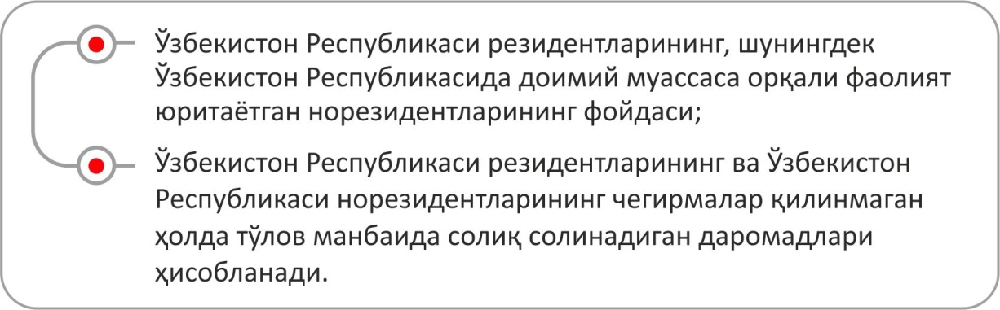 Ўзбекистон Республикаси резидентларининг, шунингдек
Ўзбекистон Республикасида доимий муассаса орқали фаолият
юритаётган норезидентларининг фойдаси;
Ўзбекистон Республикаси резидентларининг ва Ўзбекистон
Республикаси норезидентларининг чегирмалар қилинмаган
ҳолда тўлов манбаида солиқ солинадиган даромадлари
ҳисобланади.